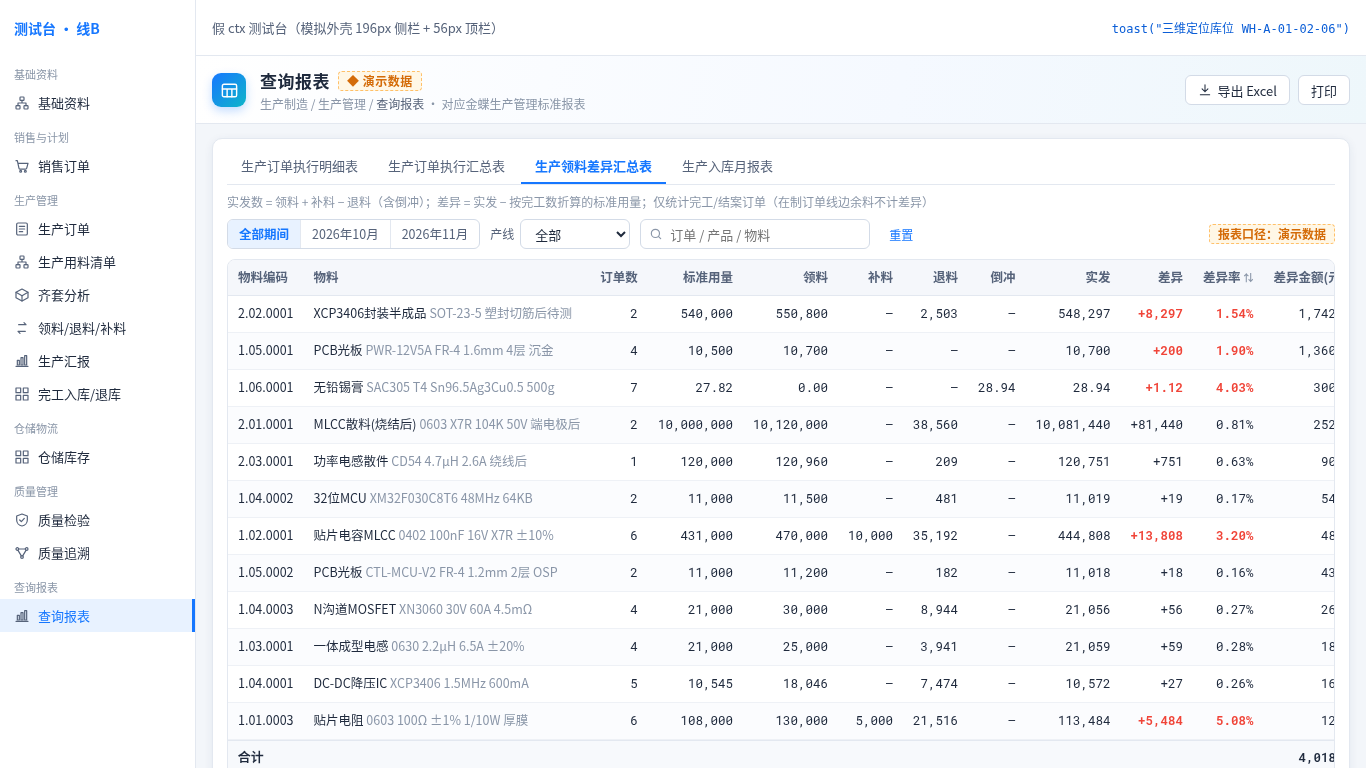 测试台 · 线B
假 ctx 测试台（模拟外壳 196px 侧栏 + 56px 顶栏）
toast("三维定位库位 WH-A-01-02-06")
基础资料
基础资料
销售与计划
销售订单
生产管理
生产订单
生产用料清单
齐套分析
领料/退料/补料
生产汇报
完工入库/退库
仓储物流
仓储库存
质量管理
质量检验
质量追溯
查询报表
查询报表
查询报表 ◆ 演示数据
生产制造 / 生产管理 / 查询报表 · 对应金蝶生产管理标准报表
导出 Excel 打印
生产订单执行明细表 生产订单执行汇总表 生产领料差异汇总表 生产入库月报表
实发数 = 领料 + 补料 − 退料（含倒冲）；差异 = 实发 − 按完工数折算的标准用量；仅统计完工/结案订单（在制订单线边余料不计差异）
全部期间 2026年10月 2026年11月 产线 全部 订单 / 产品 / 物料 重置 报表口径：演示数据
物料编码 物料 订单数 标准用量 领料 补料 退料 倒冲 实发 差异 差异率 ⇅ 差异金额(
2.02.0001 XCP3406封装半成品 SOT-23-5 塑封切筋后待测 2 540,000 550,800 — 2,503 — 548,297 +8,297 1.54% 1,742
1.05.0001 PCB光板 PWR-12V5A FR-4 1.6mm 4层 沉金 4 10,500 10,700 — — — 10,700 +200 1.90% 1,360
1.06.0001 无铅锡膏 SAC305 T4 Sn96.5Ag3Cu0.5 500g 7 27.82 0.00 — — 28.94 28.94 +1.12 4.03% 300
2.01.0001 MLCC散料(烧结后) 0603 X7R 104K 50V 端电极后 2 10,000,000 10,120,000 — 38,560 — 10,081,440 +81,440 0.81% 252
2.03.0001 功率电感散件 CD54 4.7μH 2.6A 绕线后 1 120,000 120,960 — 209 — 120,751 +751 0.63% 90
1.04.0002 32位MCU XM32F030C8T6 48MHz 64KB 2 11,000 11,500 — 481 — 11,019 +19 0.17% 54
1.02.0001 贴片电容MLCC 0402 100nF 16V X7R ±10% 6 431,000 470,000 10,000 35,192 — 444,808 +13,808 3.20% 48
1.05.0002 PCB光板 CTL-MCU-V2 FR-4 1.2mm 2层 OSP 2 11,000 11,200 — 182 — 11,018 +18 0.16% 43
1.04.0003 N沟道MOSFET XN3060 30V 60A 4.5mΩ 4 21,000 30,000 — 8,944 — 21,056 +56 0.27% 26
1.03.0001 一体成型电感 0630 2.2μH 6.5A ±20% 4 21,000 25,000 — 3,941 — 21,059 +59 0.28% 18
1.04.0001 DC-DC降压IC XCP3406 1.5MHz 600mA 5 10,545 18,046 — 7,474 — 10,572 +27 0.26% 16
1.01.0003 贴片电阻 0603 100Ω ±1% 1/10W 厚膜 6 108,000 130,000 5,000 21,516 — 113,484 +5,484 5.08% 12
合计 4,018